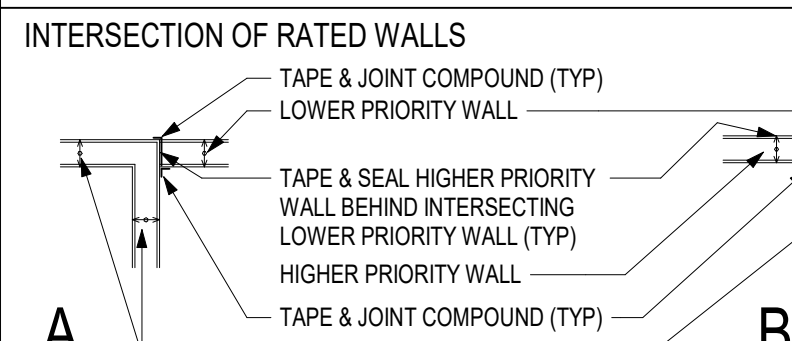 INTERSECTION OF RATED WALLS
TAPE & JOINT COMPOUND (TYP)
LOWER PRIORITY WALL
TAPE & SEAL HIGHER PRIORITY
WALL BEHIND INTERSECTING
LOWER PRIORITY WALL (TYP)
HIGHER PRIORITY WALL
TAPE & JOINT COMPOUND (TYP)
A
B